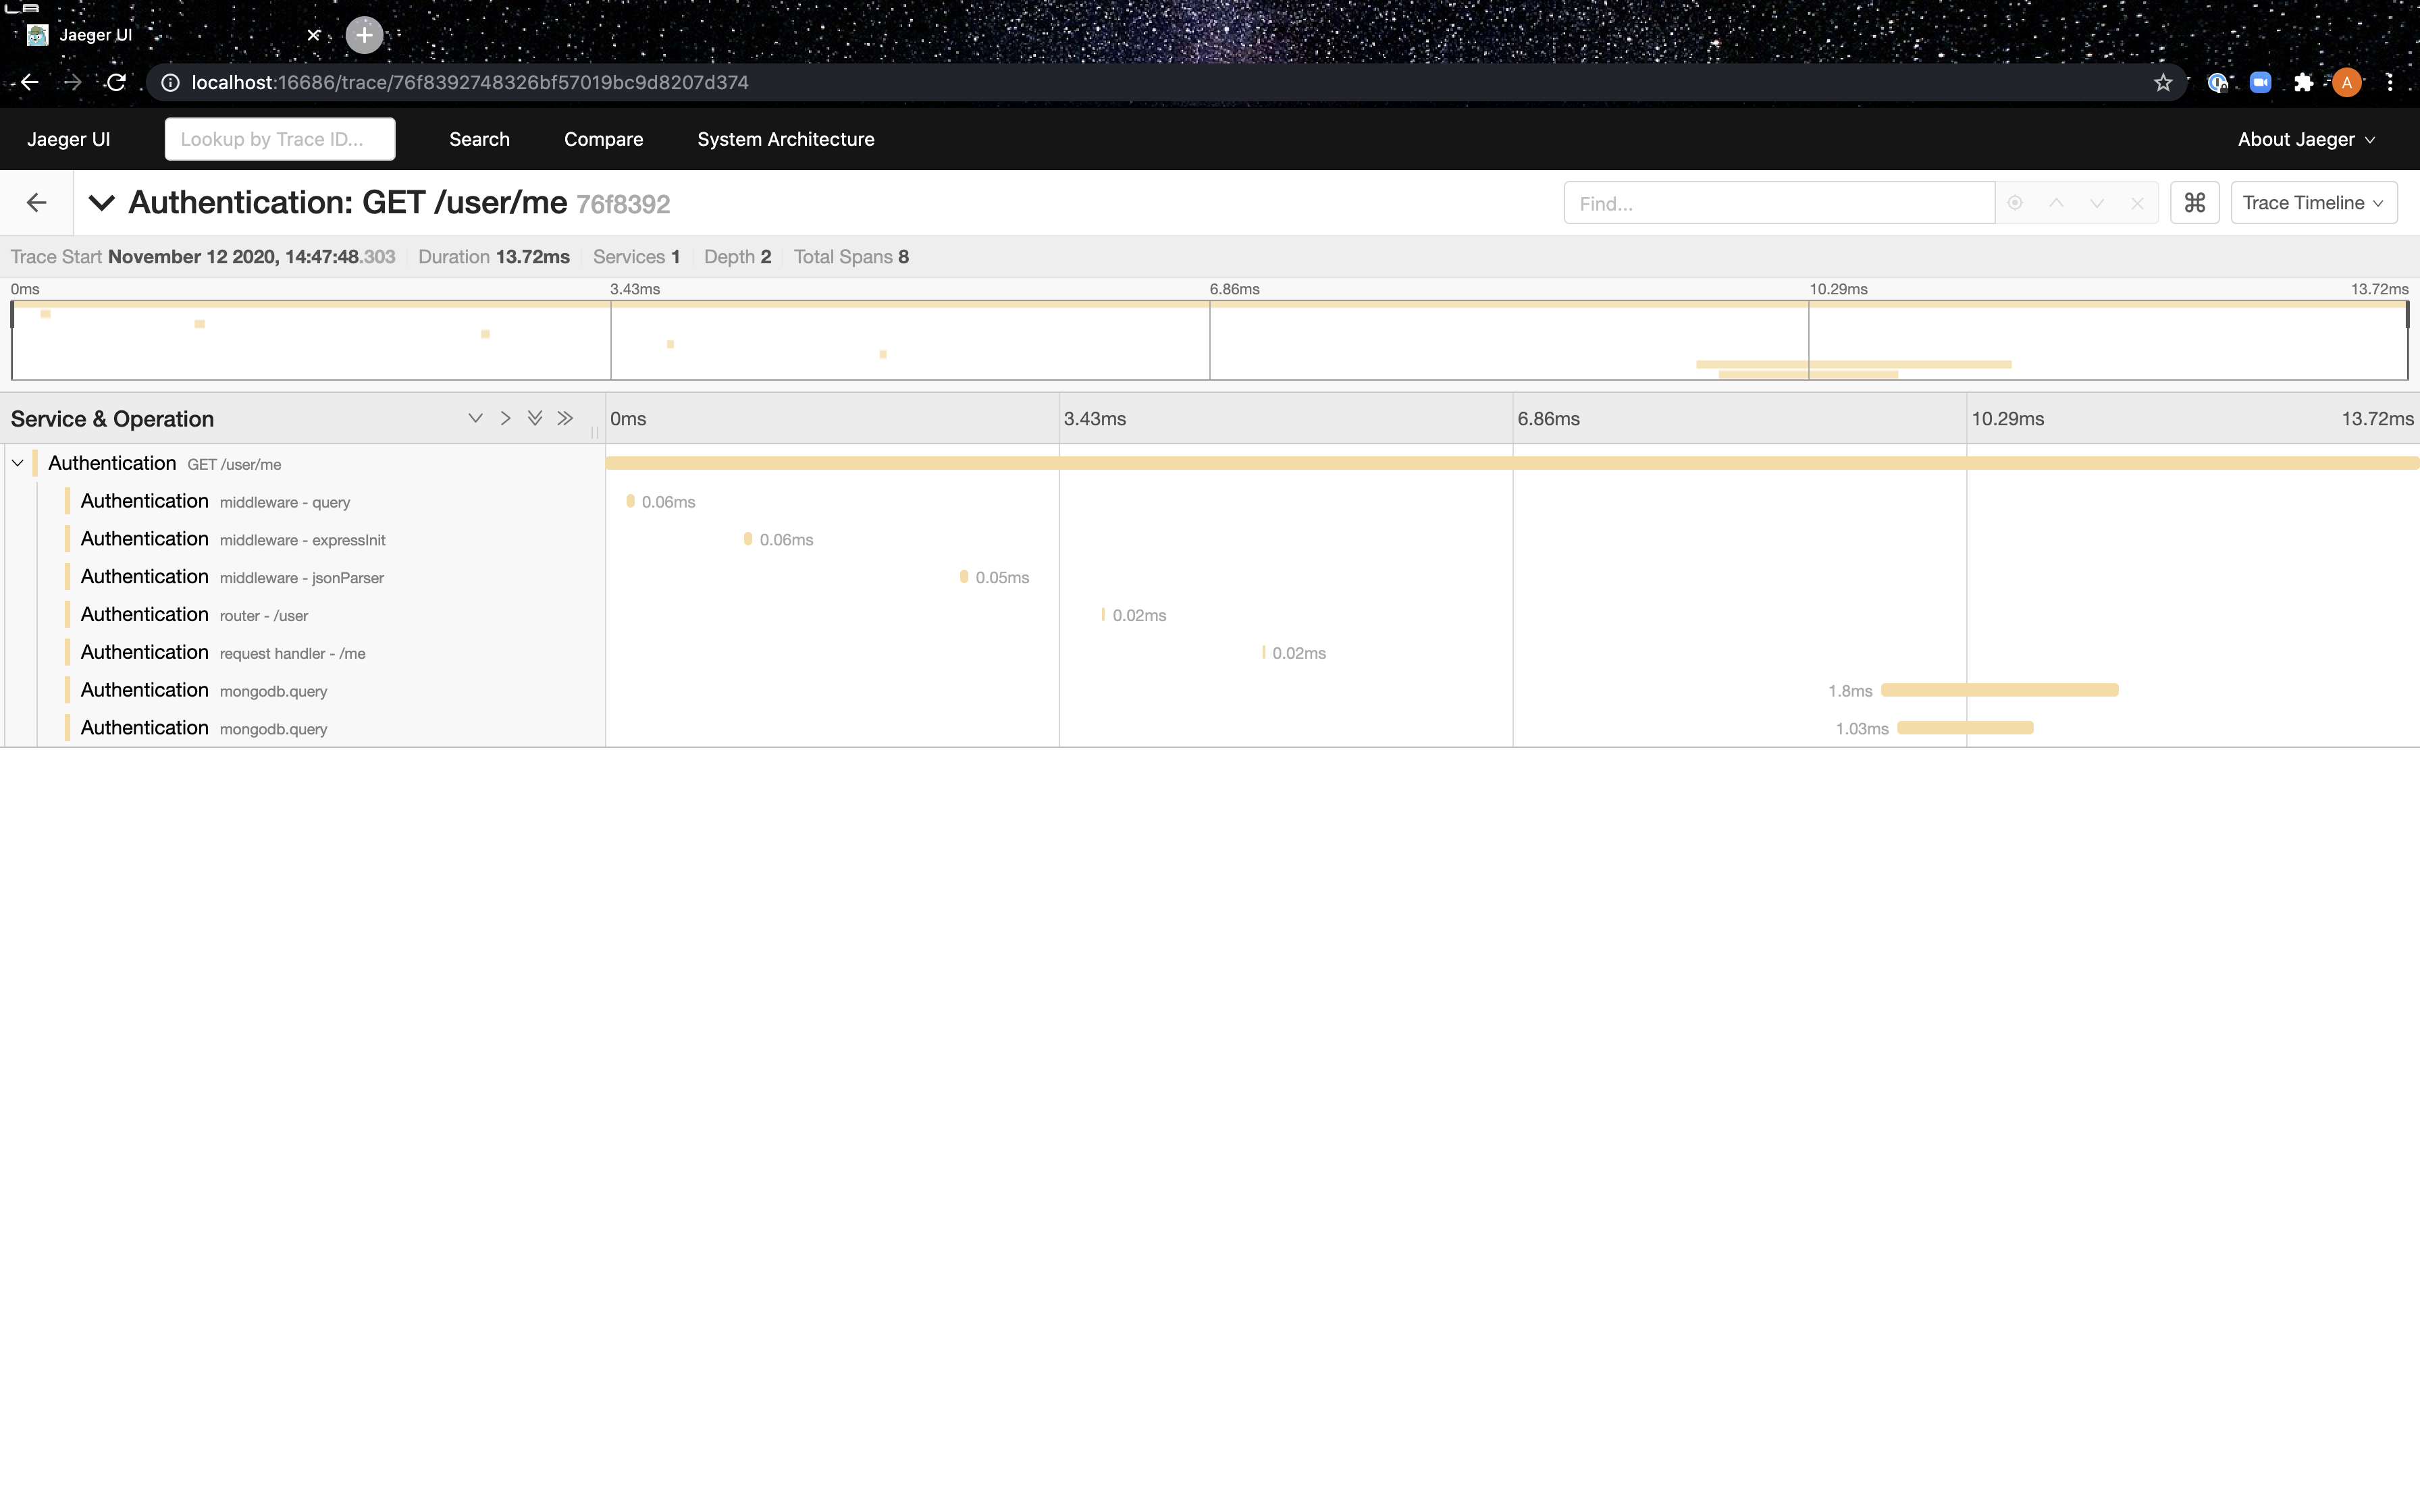 Jaeger UI
localhost:16686/trace/76f8392748326bf57019bc9d8207d374
A
Jaeger UI
Lookup by Trace ID...
Search
Compare
System Architecture
About Jaeger
Authentication: GET /user/me 76f8392
Find...
Trace Timeline
Trace Start November 12 2020, 14:47:48.303 Duration 13.72ms Services 1 Depth 2 Total Spans 8
0ms 3.43ms 6.86ms 10.29ms 13.72ms
Service & Operation 0ms 3.43ms 6.86ms 10.29ms 13.72ms
Authentication GET /user/me
Authentication middleware - query 0.06ms
Authentication middleware - expressInit 0.06ms
Authentication middleware - jsonParser 0.05ms
Authentication router - /user 0.02ms
Authentication request handler - /me 0.02ms
Authentication mongodb.query 1.8ms
Authentication mongodb.query 1.03ms